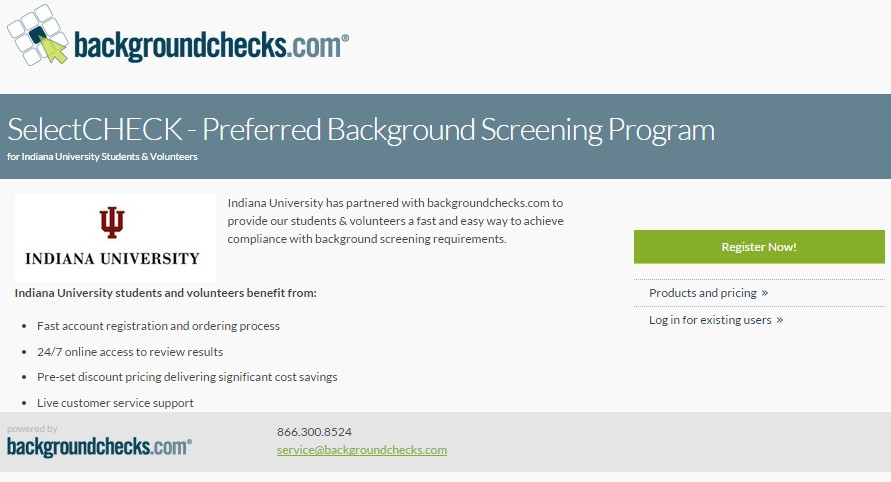 backgroundchecks.com®
SelectCHECK - Preferred Background Screening Program
for Indiana University Students & Volunteers
INDIANA UNIVERSITY
Indiana University has partnered with backgroundchecks.com to
provide our students & volunteers a fast and easy way to achieve
compliance with background screening requirements.
Indiana University students and volunteers benefit from:
• Fast account registration and ordering process
• 24/7 online access to review results
• Pre-set discount pricing delivering significant cost savings
• Live customer service support
Register Now!
Products and pricing »
Log in for existing users »
powered by
backgroundchecks.com®
866.300.8524
service@backgroundchecks.com